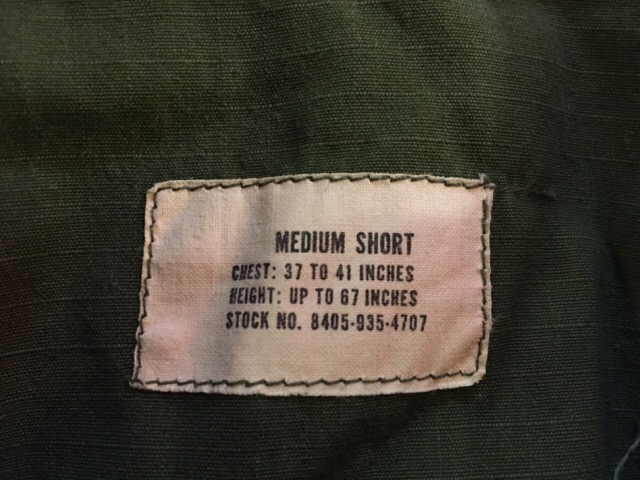 MEDIUM SHORT
CHEST: 37 TO 41 INCHES
HEIGHT: UP TO 67 INCHES
STOCK NO. 8405-935-4707